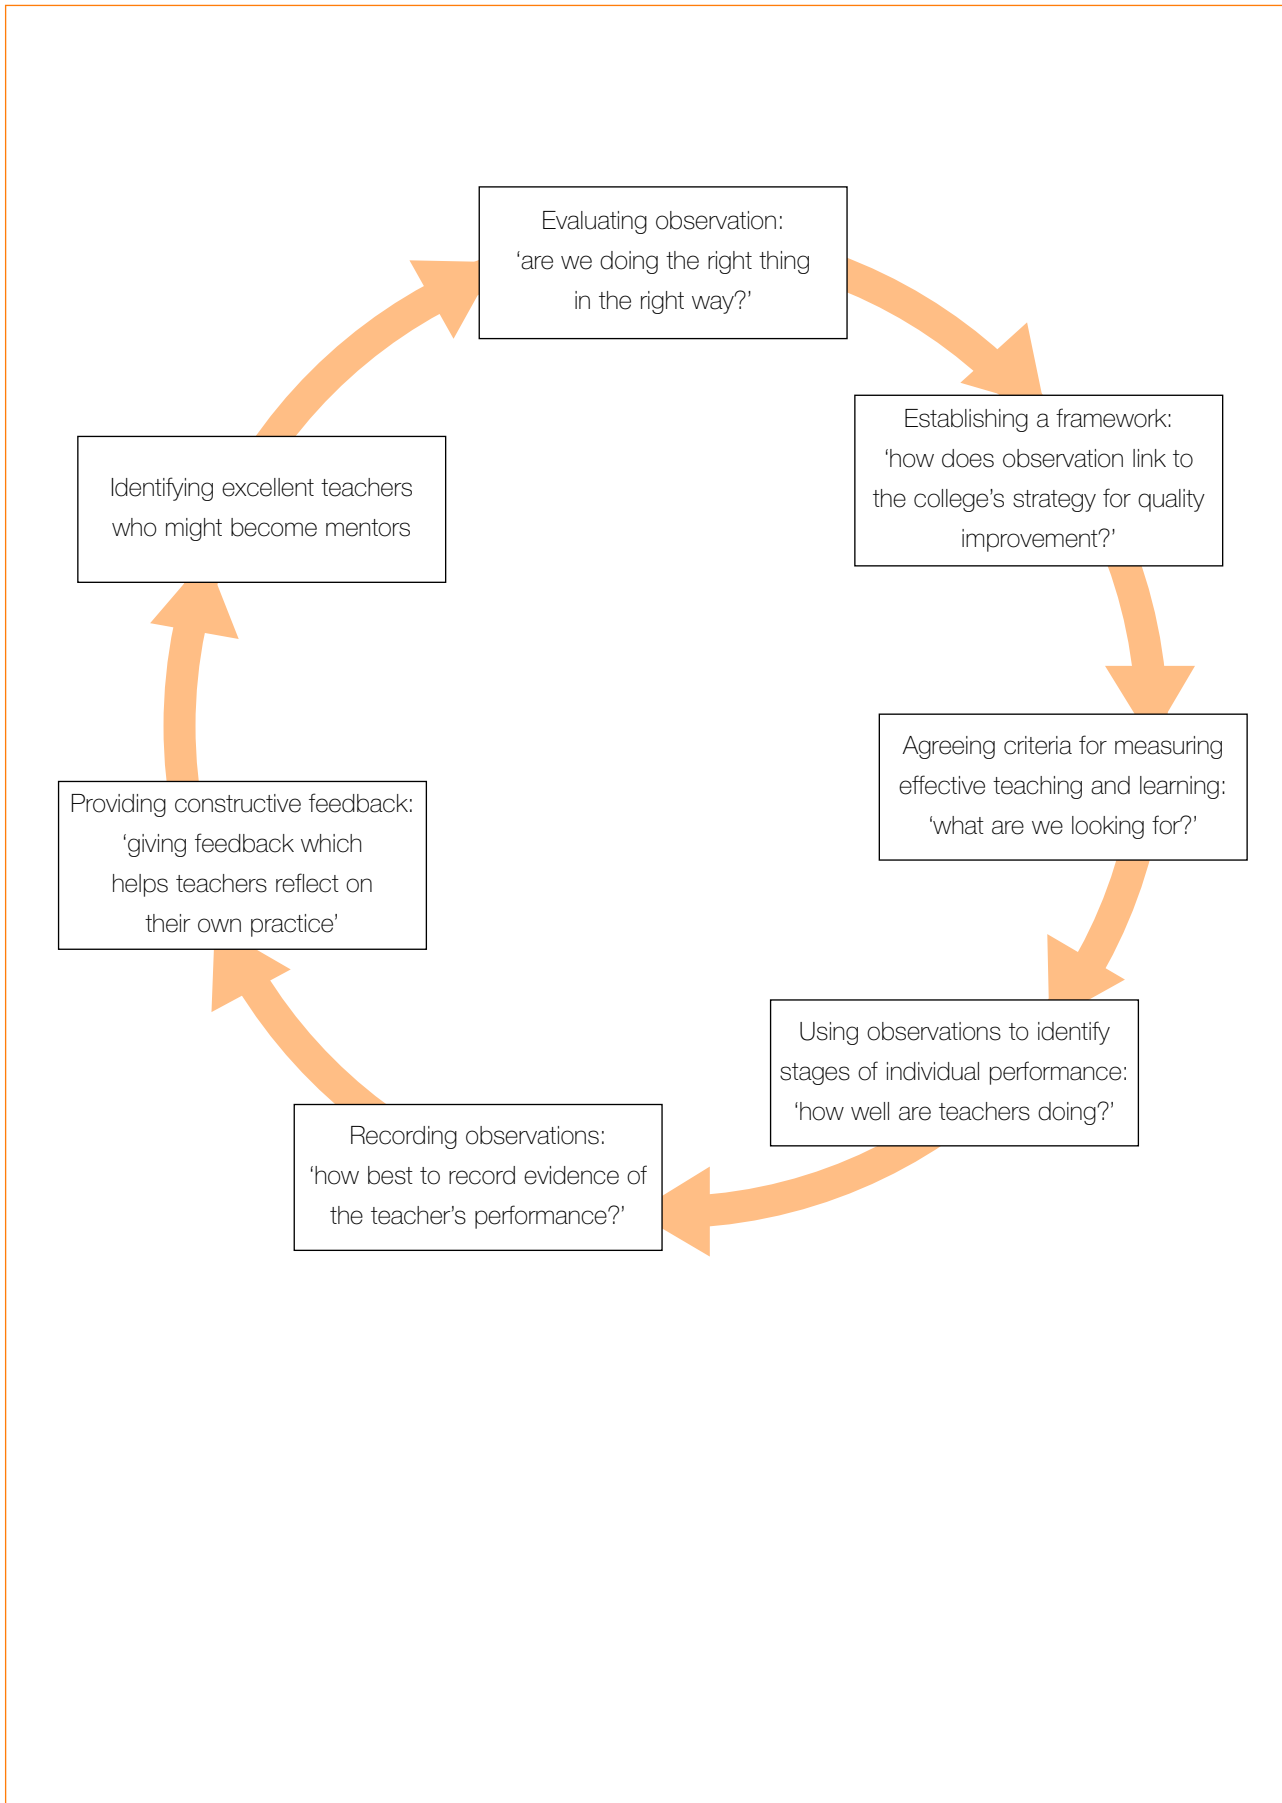 Evaluating observation:
‘are we doing the right thing
in the right way?’
Establishing a framework:
‘how does observation link to
the college’s strategy for quality
improvement?’
Agreeing criteria for measuring
effective teaching and learning:
‘what are we looking for?’
Using observations to identify
stages of individual performance:
‘how well are teachers doing?’
Recording observations:
‘how best to record evidence of
the teacher’s performance?’
Providing constructive feedback:
‘giving feedback which
helps teachers reflect on
their own practice’
Identifying excellent teachers
who might become mentors